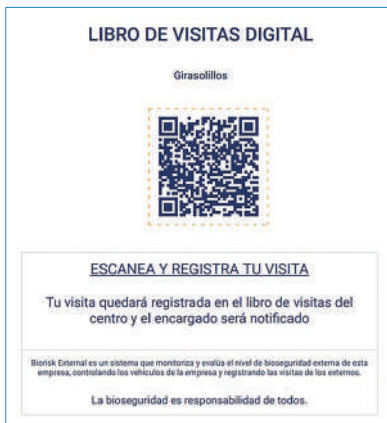 LIBRO DE VISITAS DIGITAL
Girasolillos
ESCANEA Y REGISTRA TU VISITA
Tu visita quedará registrada en el libro de visitas del
centro y el encargado será notificado
Biorisk External es un sistema que monitoriza y evalúa el nivel de bioseguridad externa de esta
empresa, controlando los vehículos de la empresa y registrando las visitas de los externos.
La bioseguridad es responsabilidad de todos.